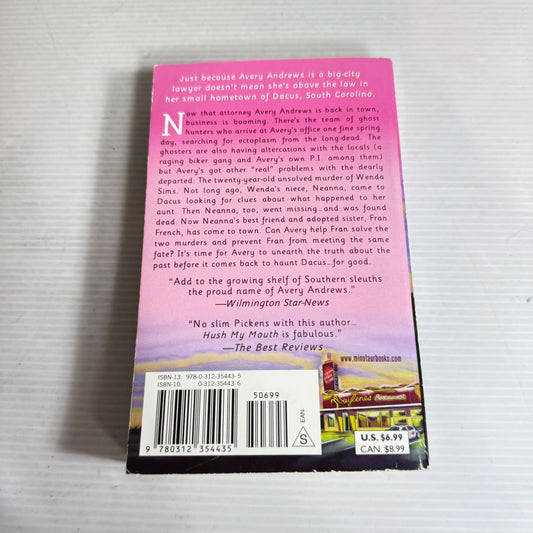 Just because Avery Andrews is a big-city
lawyer doesn't mean she's above the law in
her small hometown of Dacus, South Carolina.
Now that attorney Avery Andrews is back in town,
business is booming. There's the team of ghost
hunters who arrive at Avery's office one fine spring
day, searching for ectoplasm from the long-dead. The
ghosters are also having altercations with the locals (a
raging biker gang and Avery's own P.I. among them)
but Avery's got other "real" problems with the dearly
departed: The twenty-year-old unsolved murder of Wenda
Sims. Not long ago, Wenda's niece, Neanna, came to
Dacus looking for clues about what happened to her
aunt. Then Neanna, too, went missing...and was found
dead. Now Neanna's best friend and adopted sister, Fran
French, has come to town. Can Avery help Fran solve the
two murders and prevent Fran from meeting the same
fate? It's time for Avery to unearth the truth about the
past before it comes back to haunt Dacus...for good.
"Add to the growing shelf of Southern sleuths
the proud name of Avery Andrews."
—Wilmington Star-News
"No slim Pickens with this author...
Hush My Mouth is fabulous."
—The Best Reviews
www.minotaurbooks.com
ISBN-13: 978-0-312-35443-5
ISBN-10: 0-312-35443-6
50699
EAN
S
9 780312 354435
U.S. $6.99
CAN. $8.99